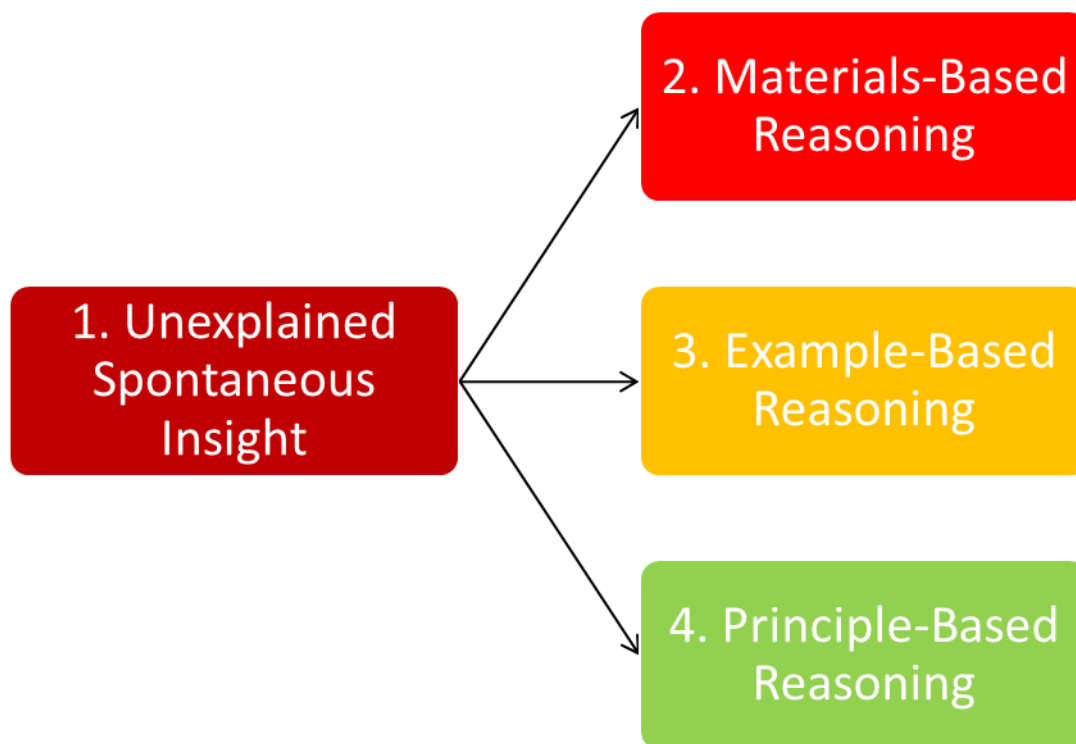 2. Materials-Based
Reasoning
1. Unexplained
Spontaneous
Insight
3. Example-Based
Reasoning
4. Principle-Based
Reasoning